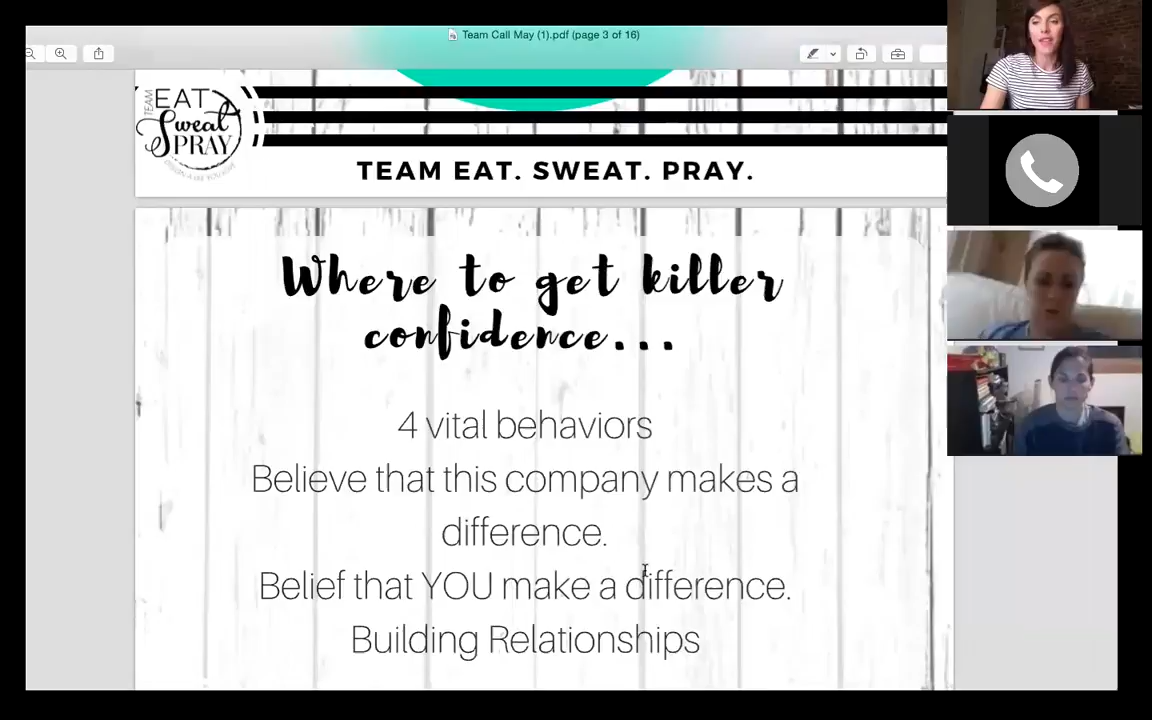 Team Call May (1).pdf (page 3 of 16)
TEAM
EAT
Sweat
PRAY
TEAM EAT. SWEAT. PRAY.
Where to get killer
confidence...
4 vital behaviors
Believe that this company makes a
difference.
Belief that YOU make a difference.
Building Relationships